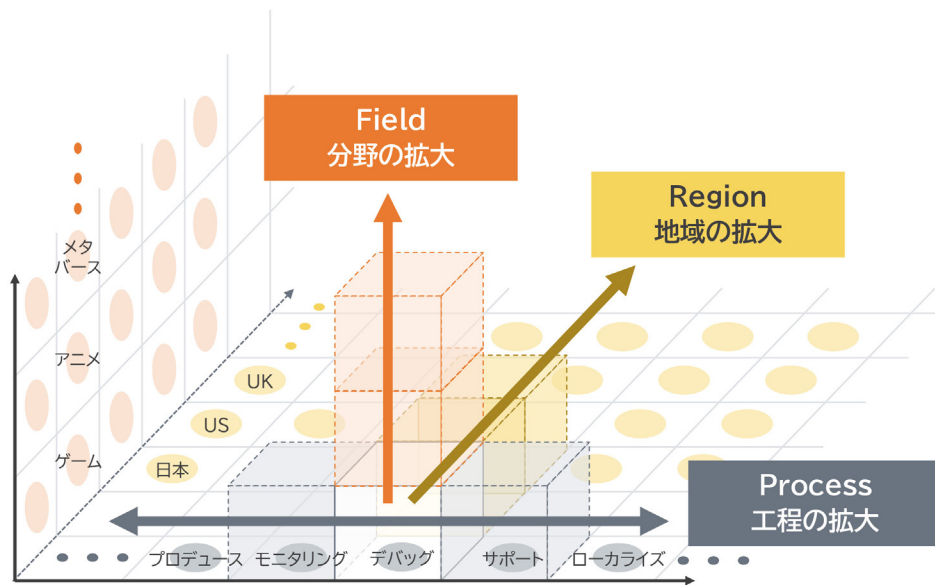 Field
分野の拡大
Region
地域の拡大
メタ
バース
アニメ
UK
US
ゲーム
日本
Process
工程の拡大
プロデュース
モニタリング
デバッグ
サポート
ローカライズ